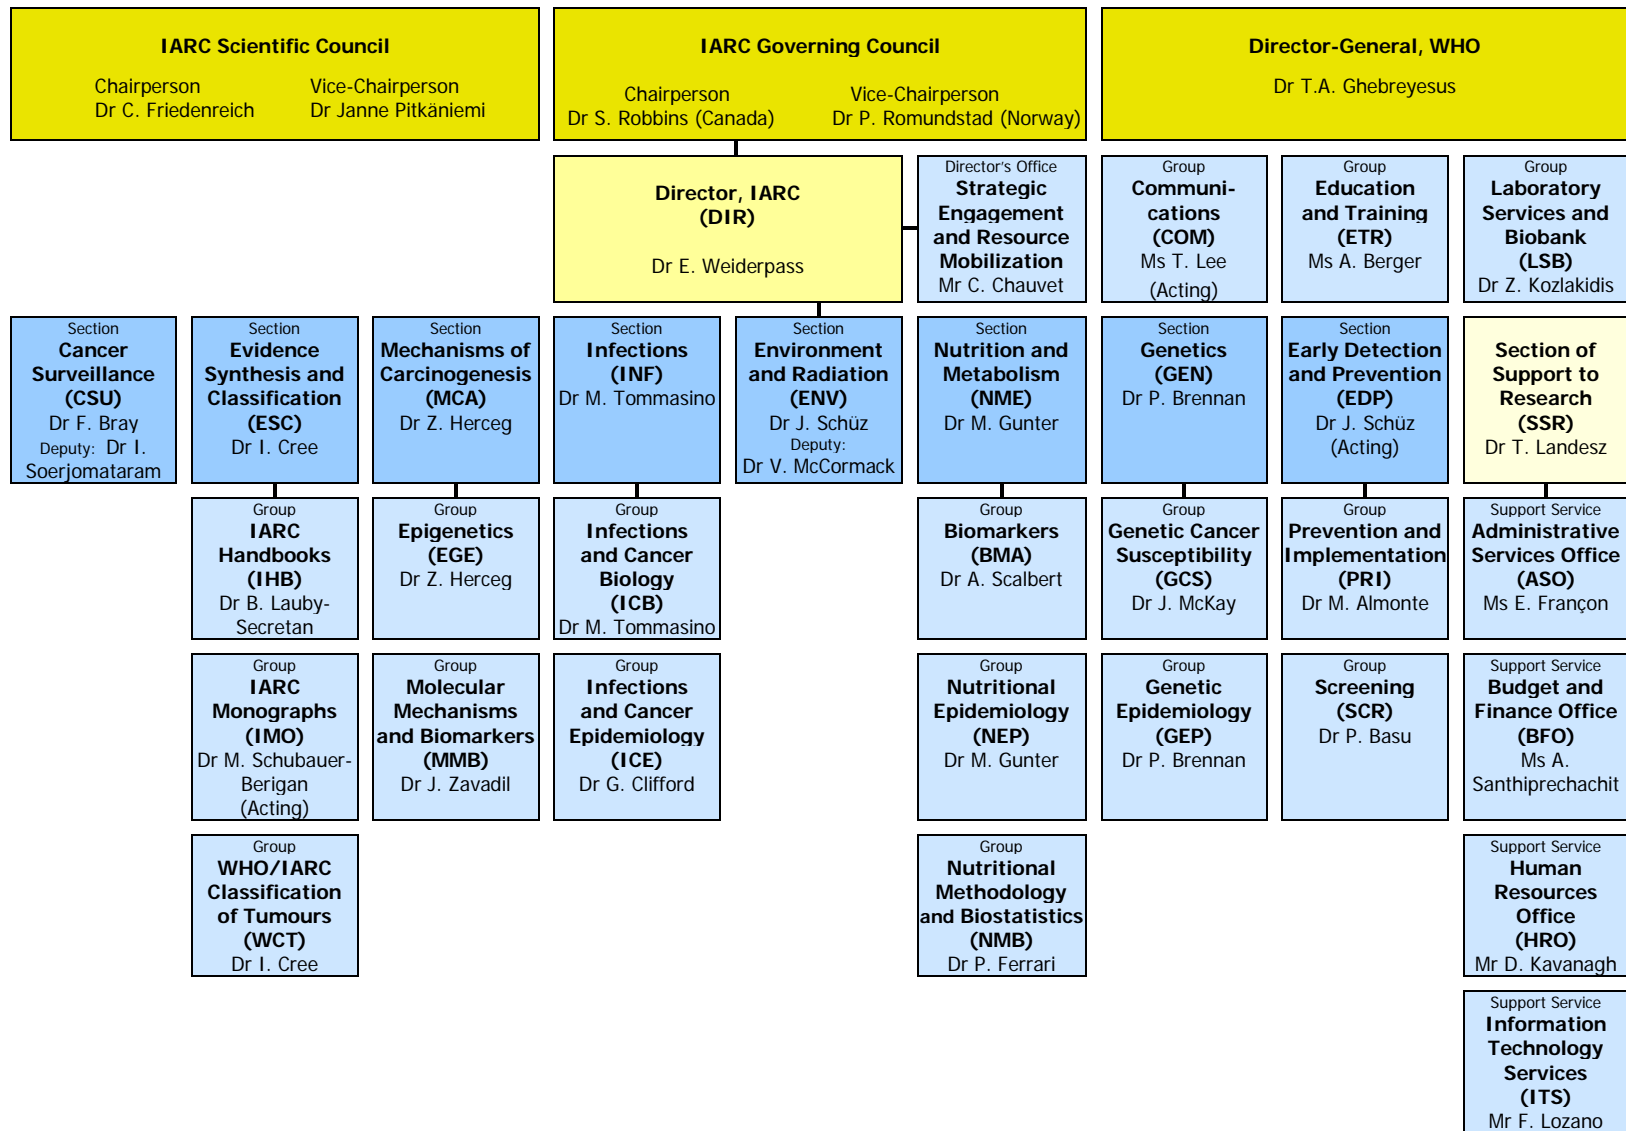 IARC Scientific Council
Chairperson
Vice-Chairperson
Dr C. Friedenreich
Dr Janne Pitkäniemi
IARC Governing Council
Chairperson
Vice-Chairperson
Dr S. Robbins (Canada)
Dr P. Romundstad (Norway)
Director-General, WHO
Dr T.A. Ghebreyesus
Director, IARC
(DIR)
Dr E. Weiderpass
Director's Office
Strategic
Engagement
and Resource
Mobilization
Mr C. Chauvet
Group
Communi-
cations
(COM)
Ms T. Lee
(Acting)
Group
Education
and Training
(ETR)
Ms A. Berger
Group
Laboratory
Services and
Biobank
(LSB)
Dr Z. Kozlakidis
Section
Cancer
Surveillance
(CSU)
Dr F. Bray
Deputy: Dr I.
Soerjomataram
Section
Evidence
Synthesis and
Classification
(ESC)
Dr I. Cree
Section
Mechanisms of
Carcinogenesis
(MCA)
Dr Z. Herceg
Section
Infections
(INF)
Dr M. Tommasino
Section
Environment
and Radiation
(ENV)
Dr J. Schüz
Deputy:
Dr V. McCormack
Section
Nutrition and
Metabolism
(NME)
Dr M. Gunter
Section
Genetics
(GEN)
Dr P. Brennan
Section
Early Detection
and Prevention
(EDP)
Dr J. Schüz
(Acting)
Section of
Support to
Research
(SSR)
Dr T. Landesz
Group
IARC
Handbooks
(IHB)
Dr B. Lauby-
Secretan
Group
Epigenetics
(EGE)
Dr Z. Herceg
Group
Infections
and Cancer
Biology
(ICB)
Dr M. Tommasino
Group
Biomarkers
(BMA)
Dr A. Scalbert
Group
Genetic Cancer
Susceptibility
(GCS)
Dr J. McKay
Group
Prevention and
Implementation
(PRI)
Dr M. Almonte
Support Service
Administrative
Services Office
(ASO)
Ms E. Françon
Group
IARC
Monographs
(IMO)
Dr M. Schubauer-
Berigan
(Acting)
Group
Molecular
Mechanisms
and Biomarkers
(MMB)
Dr J. Zavadil
Group
Infections
and Cancer
Epidemiology
(ICE)
Dr G. Clifford
Group
Nutritional
Epidemiology
(NEP)
Dr M. Gunter
Group
Genetic
Epidemiology
(GEP)
Dr P. Brennan
Group
Screening
(SCR)
Dr P. Basu
Support Service
Budget and
Finance Office
(BFO)
Ms A.
Santhiprechachit
Group
WHO/IARC
Classification
of Tumours
(WCT)
Dr I. Cree
Group
Nutritional
Methodology
and Biostatistics
(NMB)
Dr P. Ferrari
Support Service
Human
Resources
Office
(HRO)
Mr D. Kavanagh
Support Service
Information
Technology
Services
(ITS)
Mr F. Lozano